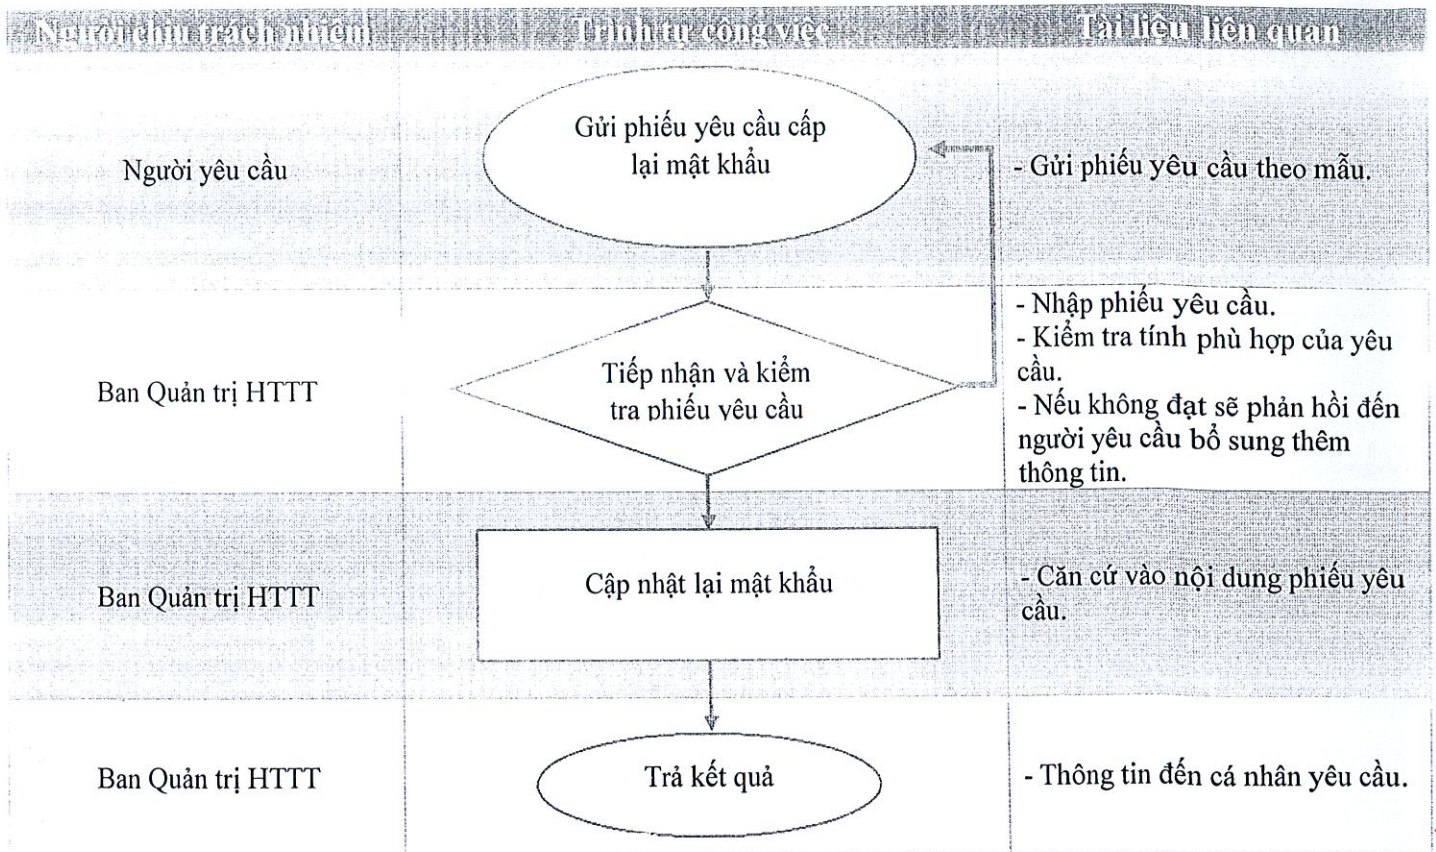 Người chịu trách nhiệm
Trình tự công việc
Tài liệu liên quan
Người yêu cầu
Gửi phiếu yêu cầu cấp
lại mật khẩu
- Gửi phiếu yêu cầu theo mẫu.
Ban Quản trị HTTT
Tiếp nhận và kiểm
tra phiếu yêu cầu
- Nhập phiếu yêu cầu.
- Kiểm tra tính phù hợp của yêu
cầu.
- Nếu không đạt sẽ phản hồi đến
người yêu cầu bổ sung thêm
thông tin.
Ban Quản trị HTTT
Cập nhật lại mật khẩu
- Căn cứ vào nội dung phiếu yêu
cầu.
Ban Quản trị HTTT
Trả kết quả
- Thông tin đến cá nhân yêu cầu.